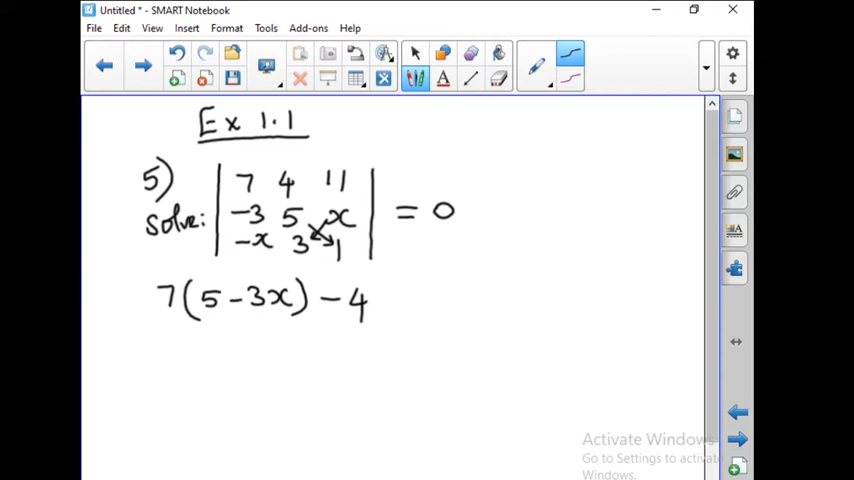 Untitled * - SMART Notebook
File Edit View Insert Format Tools Add-ons Help
Ex 1.1
5) | 7 4 11 |
Solve: | -3 5 x | = 0
| -x 3 1 |
7(5-3x) - 4
Activate Windows
Go to Settings to activate
Windows.